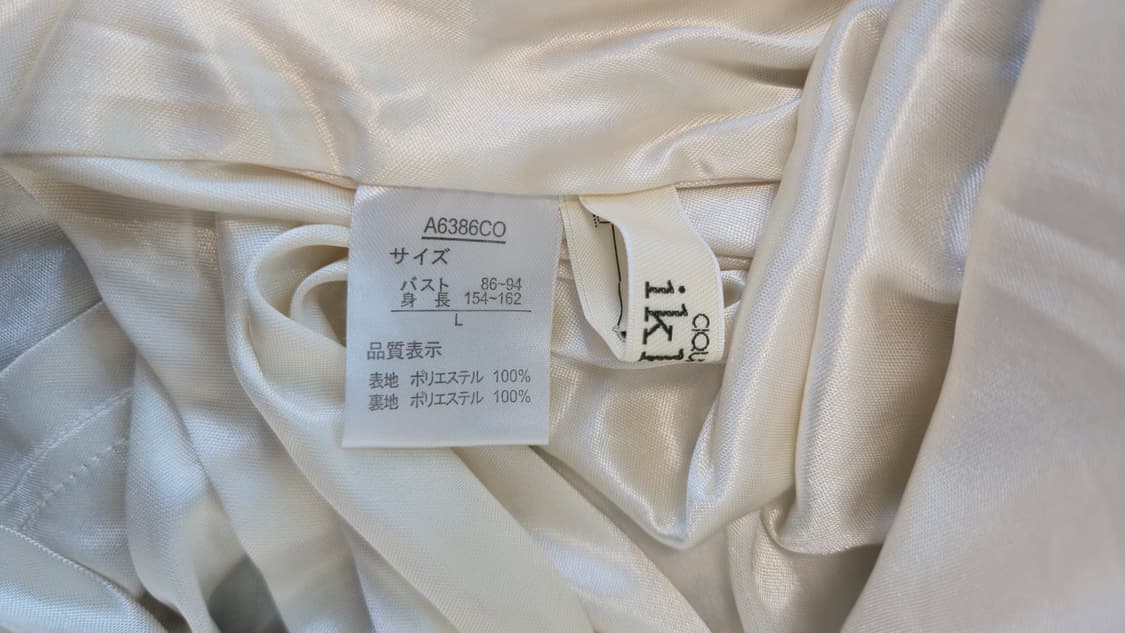 A6386CO
サイズ
バスト 86~94
身 長 154~162
L
品質表示
表地 ポリエステル 100%
裏地 ポリエステル 100%